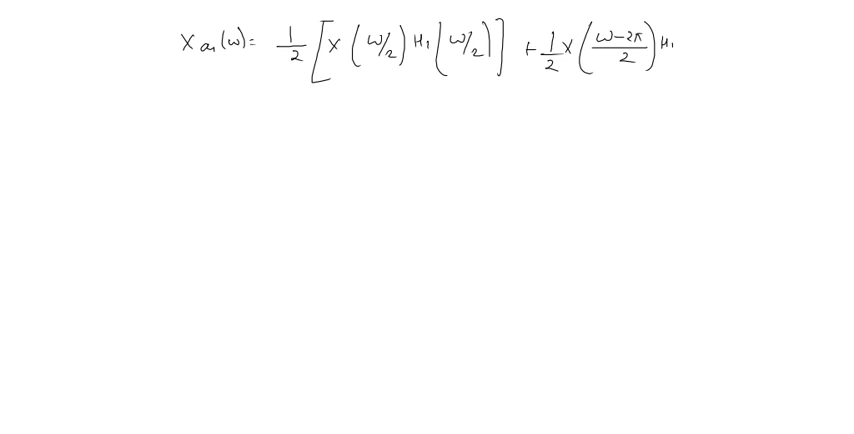 X a₁ (ω) = 1/2 [X (ω/2) H₁ (ω/2)] + 1/2 X ((ω-2π)/2) H₁